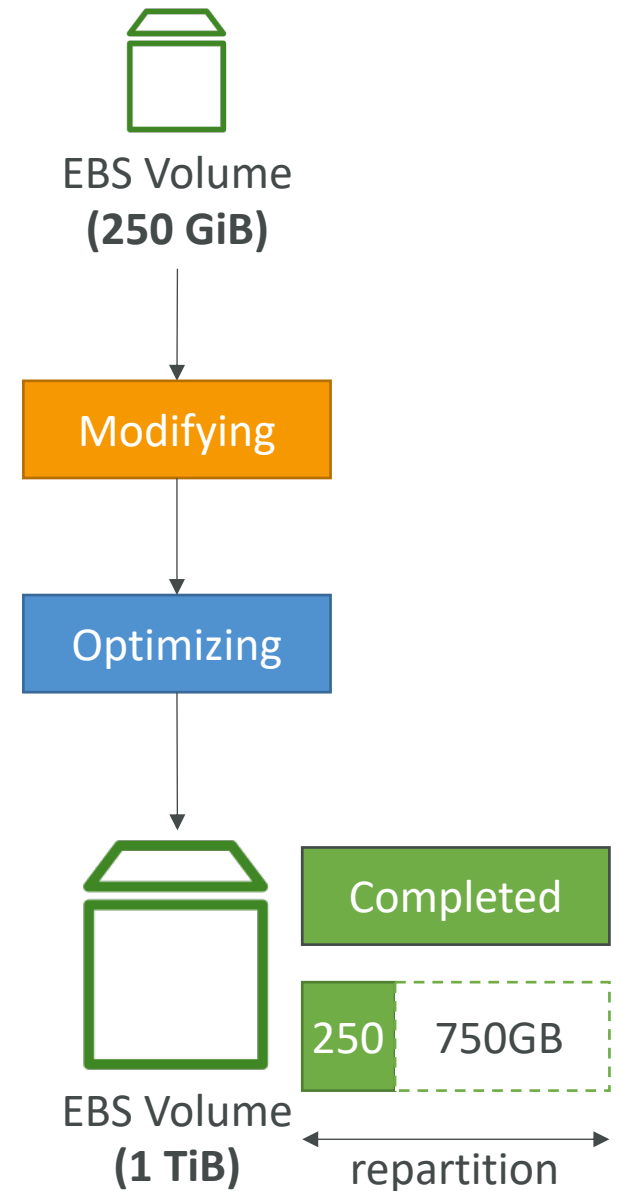 EBS Volume
(250 GiB)
Modifying
Optimizing
Completed
250
750GB
EBS Volume
(1 TiB)
repartition